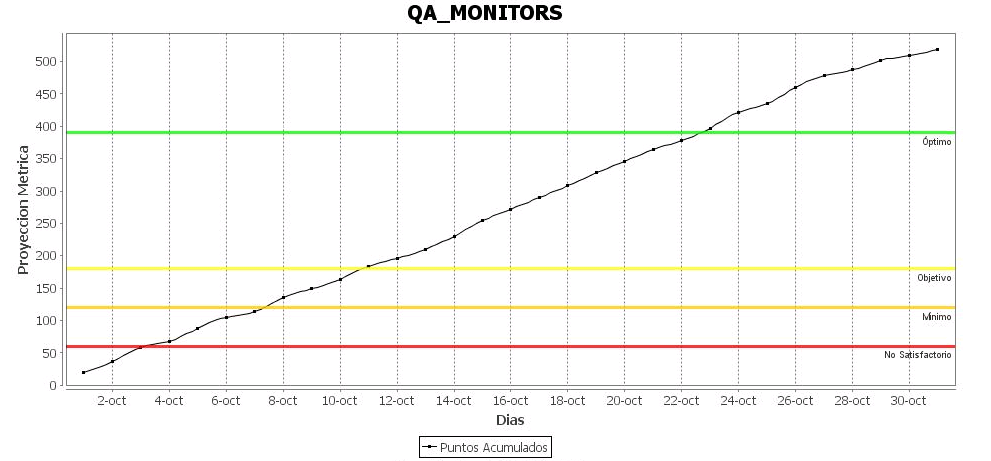 QA_MONITORS
Proyeccion Metrica
500
450
400
350
300
250
200
150
100
50
0
Óptimo
Objetivo
Mínimo
No Satisfactorio
2-oct 4-oct 6-oct 8-oct 10-oct 12-oct 14-oct 16-oct 18-oct 20-oct 22-oct 24-oct 26-oct 28-oct 30-oct
Dias
Puntos Acumulados